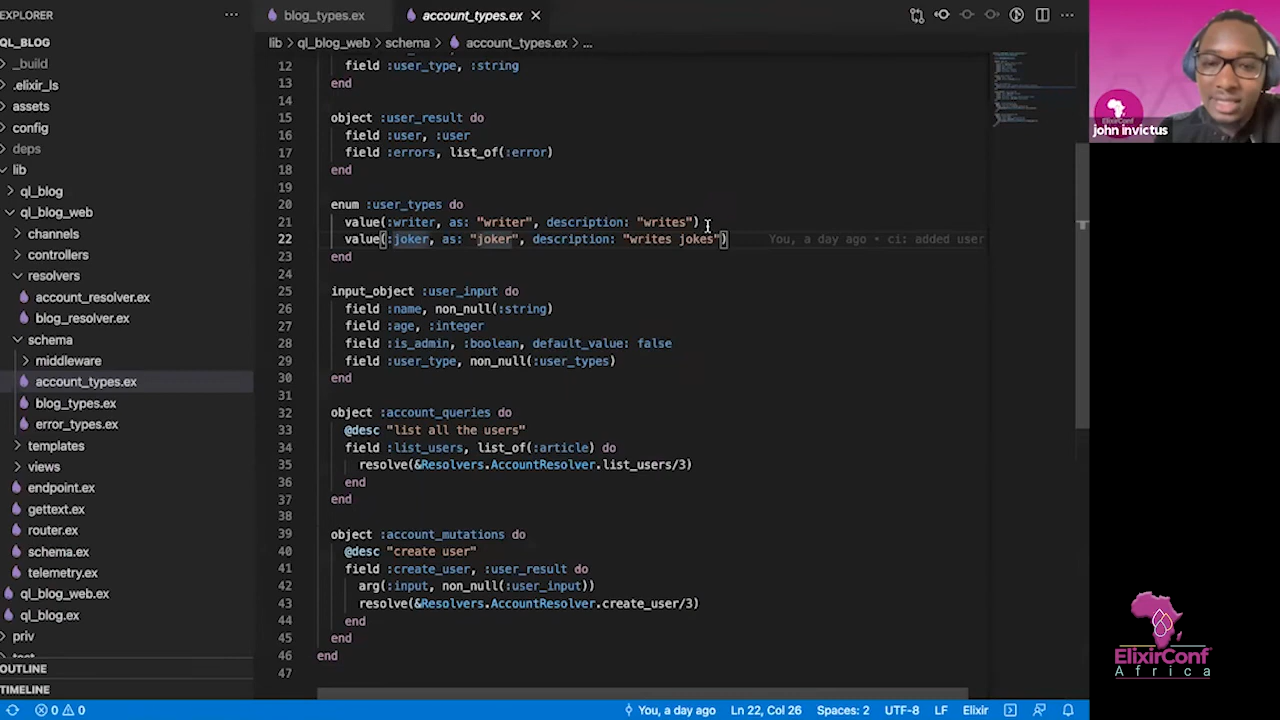 EXPLORER
···
QL_BLOG
_build
.elixir_ls
assets
config
deps
lib
ql_blog
ql_blog_web
channels
controllers
resolvers
account_resolver.ex
blog_resolver.ex
schema
middleware
account_types.ex
blog_types.ex
error_types.ex
templates
views
endpoint.ex
gettext.ex
router.ex
schema.ex
telemetry.ex
ql_blog_web.ex
ql_blog.ex
priv
OUTLINE
TIMELINE
blog_types.ex
account_types.ex
lib > ql_blog_web > schema > account_types.ex > ...
12 field :user_type, :string
13 end
14
15 object :user_result do
16 field :user, :user
17 field :errors, list_of(:error)
18 end
19
20 enum :user_types do
21 value(:writer, as: "writer", description: "writes")
22 value(:joker, as: "joker", description: "writes jokes") You, a day ago • ci: added user
23 end
24
25 input_object :user_input do
26 field :name, non_null(:string)
27 field :age, :integer
28 field :is_admin, :boolean, default_value: false
29 field :user_type, non_null(:user_types)
30 end
31
32 object :account_queries do
33 @desc "list all the users"
34 field :list_users, list_of(:article) do
35 resolve(&Resolvers.AccountResolver.list_users/3)
36 end
37 end
38
39 object :account_mutations do
40 @desc "create user"
41 field :create_user, :user_result do
42 arg(:input, non_null(:user_input))
43 resolve(&Resolvers.AccountResolver.create_user/3)
44 end
45 end
46 end
47
0 0 You, a day ago Ln 22, Col 26 Spaces: 2 UTF-8 LF Elixir
john invictus
ElixirConf
Africa